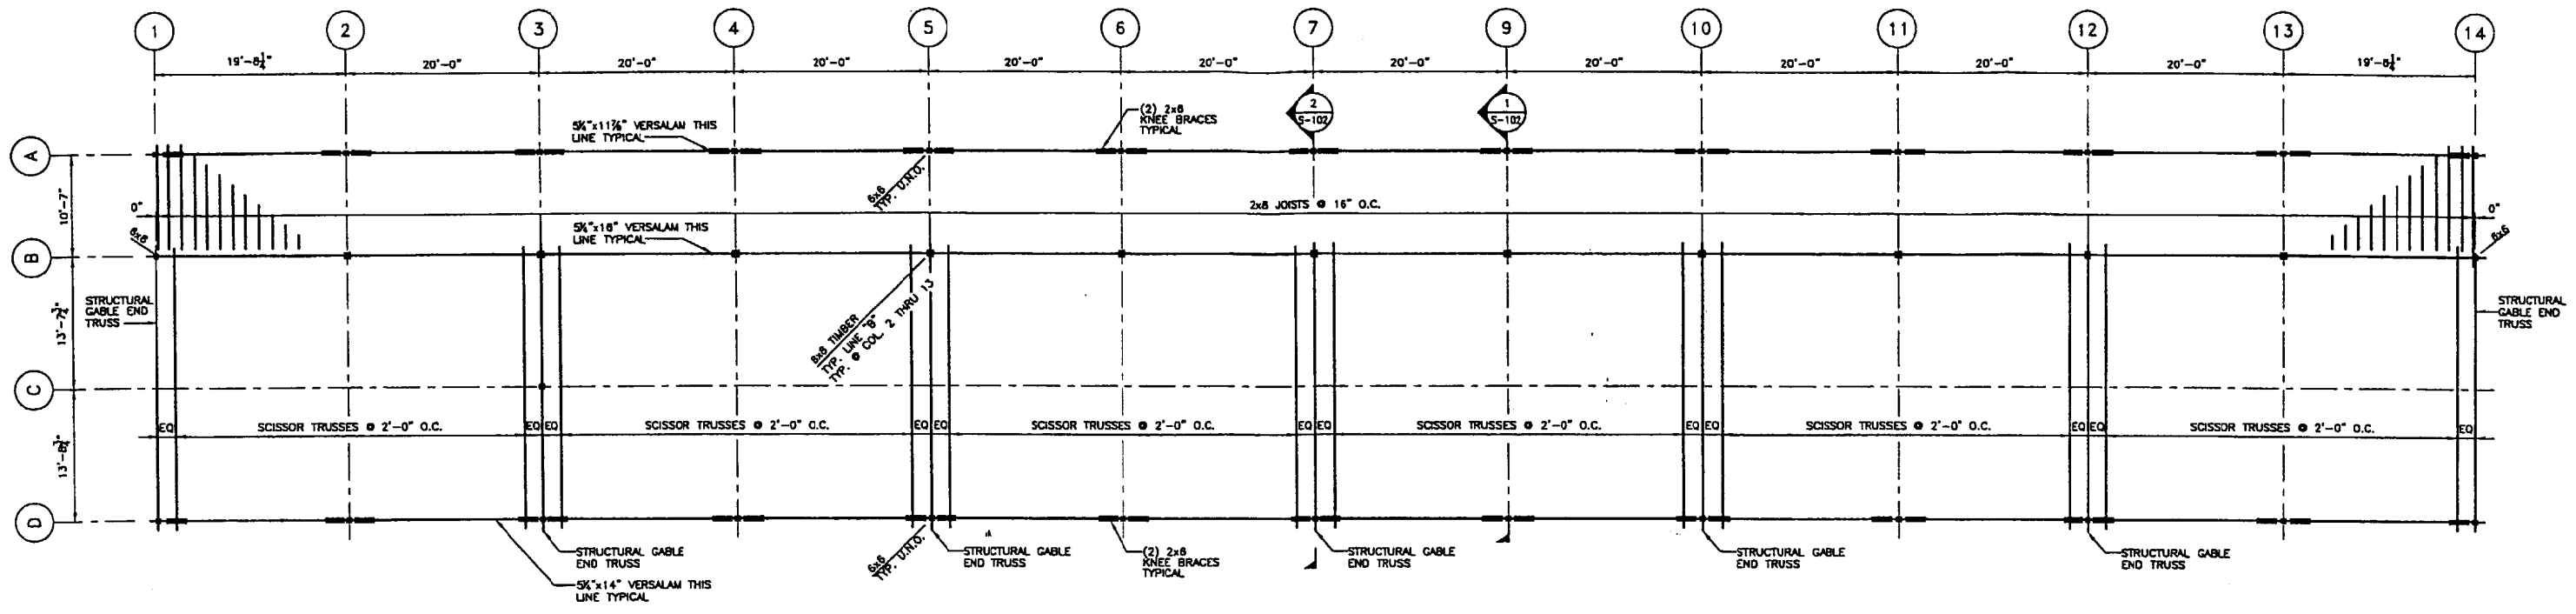 1 2 3 4 5 6 7 9 10 11 12 13 14
19'-8¼" 20'-0" 20'-0" 20'-0" 20'-0" 20'-0" 20'-0" 20'-0" 20'-0" 20'-0" 20'-0" 19'-8¼"
2
S-102
1
S-102
(2) 2x6
KNEE BRACES
TYPICAL
5¼"x11⅞" VERSALAM THIS
LINE TYPICAL
A
6x6
TYP. U.N.O.
10'-7"
0"
2x8 JOISTS @ 16" O.C.
0"
5¼"x16" VERSALAM THIS
LINE TYPICAL
6x6
6x6
B
STRUCTURAL
GABLE END
TRUSS
8x8 TIMBER
TYP. LINE "B"
TYP. @ COL. 2 THRU 13
STRUCTURAL
GABLE END
TRUSS
13'-7¾"
C
EQ SCISSOR TRUSSES @ 2'-0" O.C. EQ EQ SCISSOR TRUSSES @ 2'-0" O.C. EQ EQ SCISSOR TRUSSES @ 2'-0" O.C. EQ EQ SCISSOR TRUSSES @ 2'-0" O.C. EQ EQ SCISSOR TRUSSES @ 2'-0" O.C. EQ EQ SCISSOR TRUSSES @ 2'-0" O.C. EQ
13'-8¾"
D
STRUCTURAL GABLE
END TRUSS
5¼"x14" VERSALAM THIS
LINE TYPICAL
6x6
TYP. U.N.O.
STRUCTURAL GABLE
END TRUSS
(2) 2x6
KNEE BRACES
TYPICAL
STRUCTURAL GABLE
END TRUSS
STRUCTURAL GABLE
END TRUSS
STRUCTURAL GABLE
END TRUSS